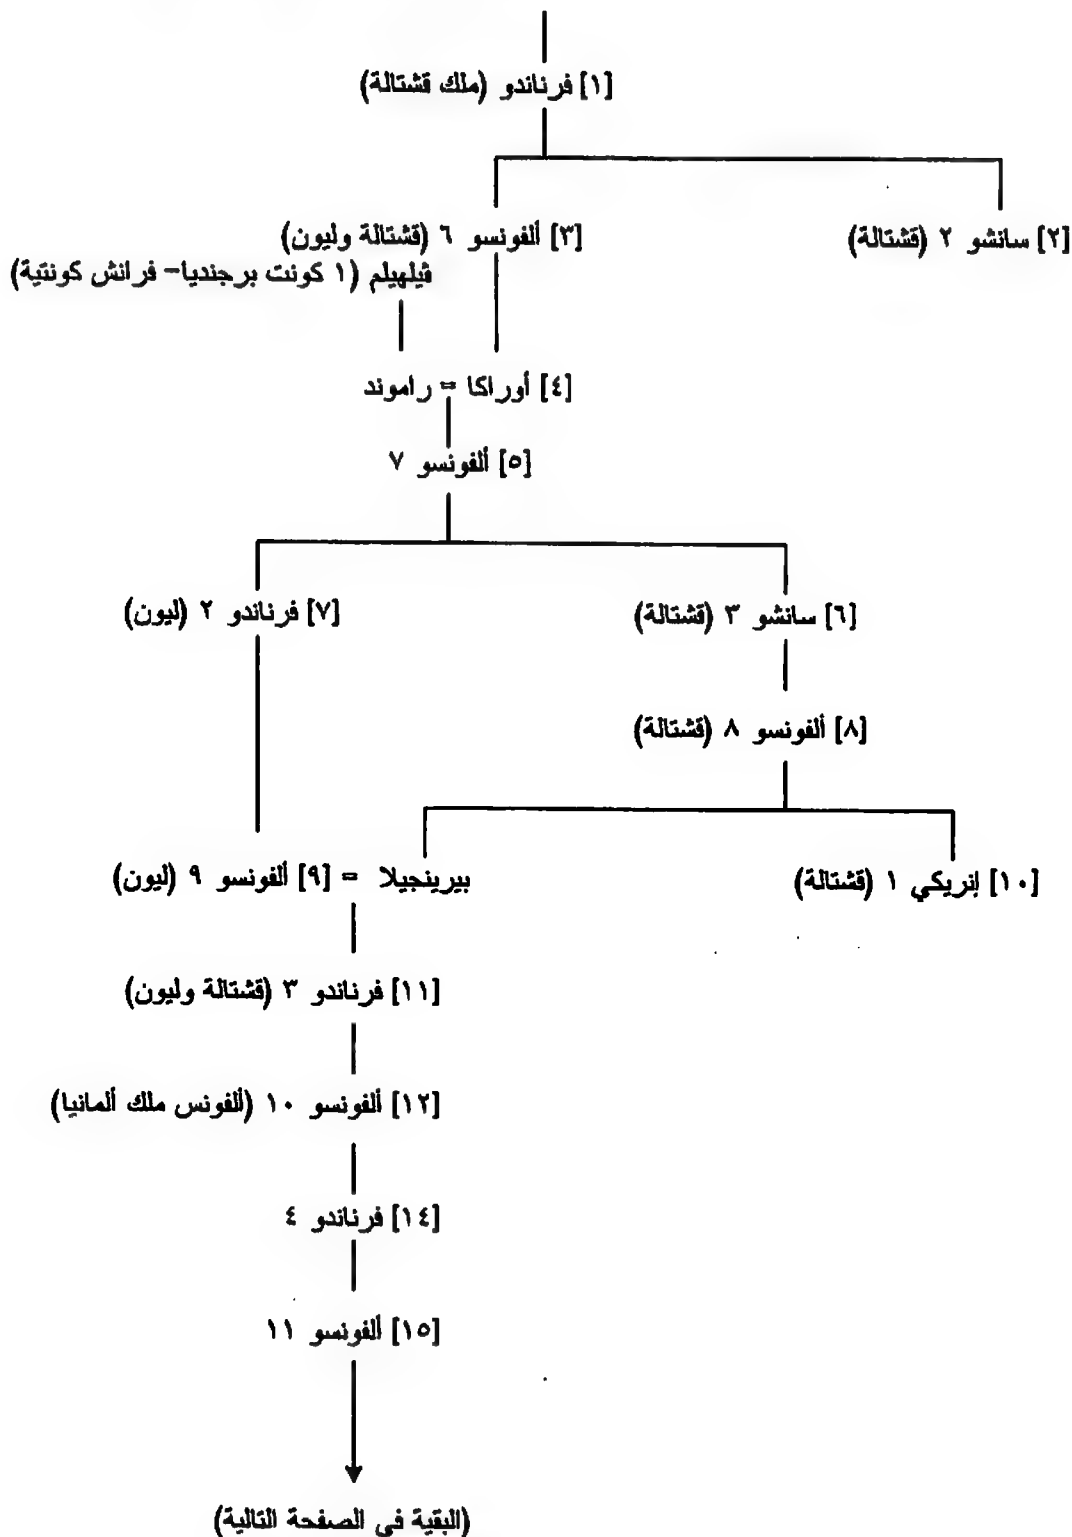 [١] فرناندو (ملك قشتالة)
[٢] سانشو ٢ (قشتالة)
[٣] ألفونسو ٦ (قشتالة وليون)
ڤيلهيلم (١ كونت برجنديا- فرانش كونتية)
[٤] أوراكا = راموند
[٥] ألفونسو ٧
[٦] سانشو ٣ (قشتالة)
[٧] فرناندو ٢ (ليون)
[٨] ألفونسو ٨ (قشتالة)
[١٠] إنريكي ١ (قشتالة)
بيرينجيلا = [٩] ألفونسو ٩ (ليون)
[١١] فرناندو ٣ (قشتالة وليون)
[١٢] ألفونسو ١٠ (ألفونس ملك ألمانيا)
[١٤] فرناندو ٤
[١٥] ألفونسو ١١
(البقية في الصفحة التالية)